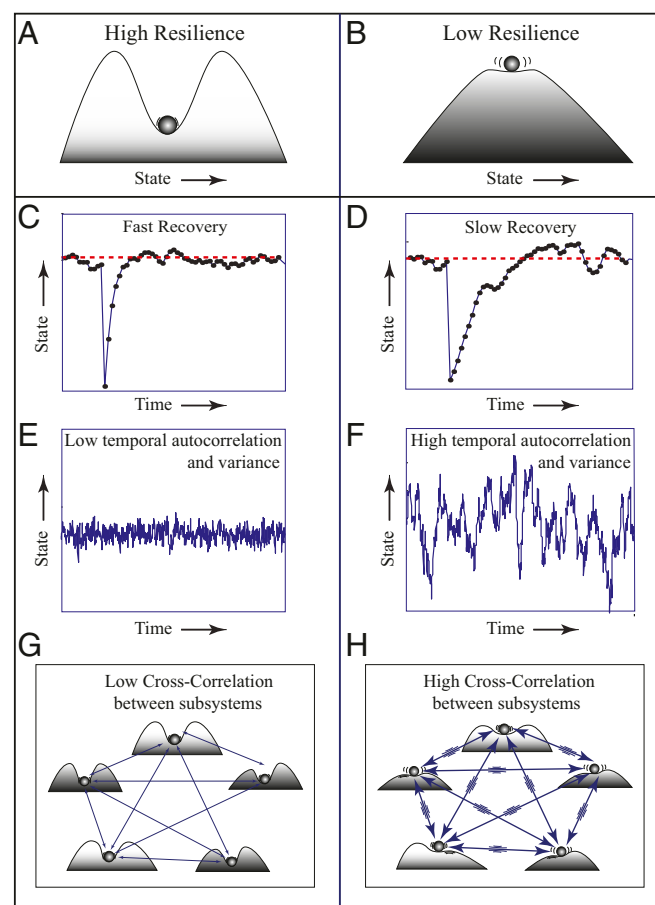 A
High Resilience
State
B
Low Resilience
State
C
Fast Recovery
State
Time
D
Slow Recovery
State
Time
E
Low temporal autocorrelation
and variance
State
Time
F
High temporal autocorrelation
and variance
State
Time
G
Low Cross-Correlation
between subsystems
H
High Cross-Correlation
between subsystems